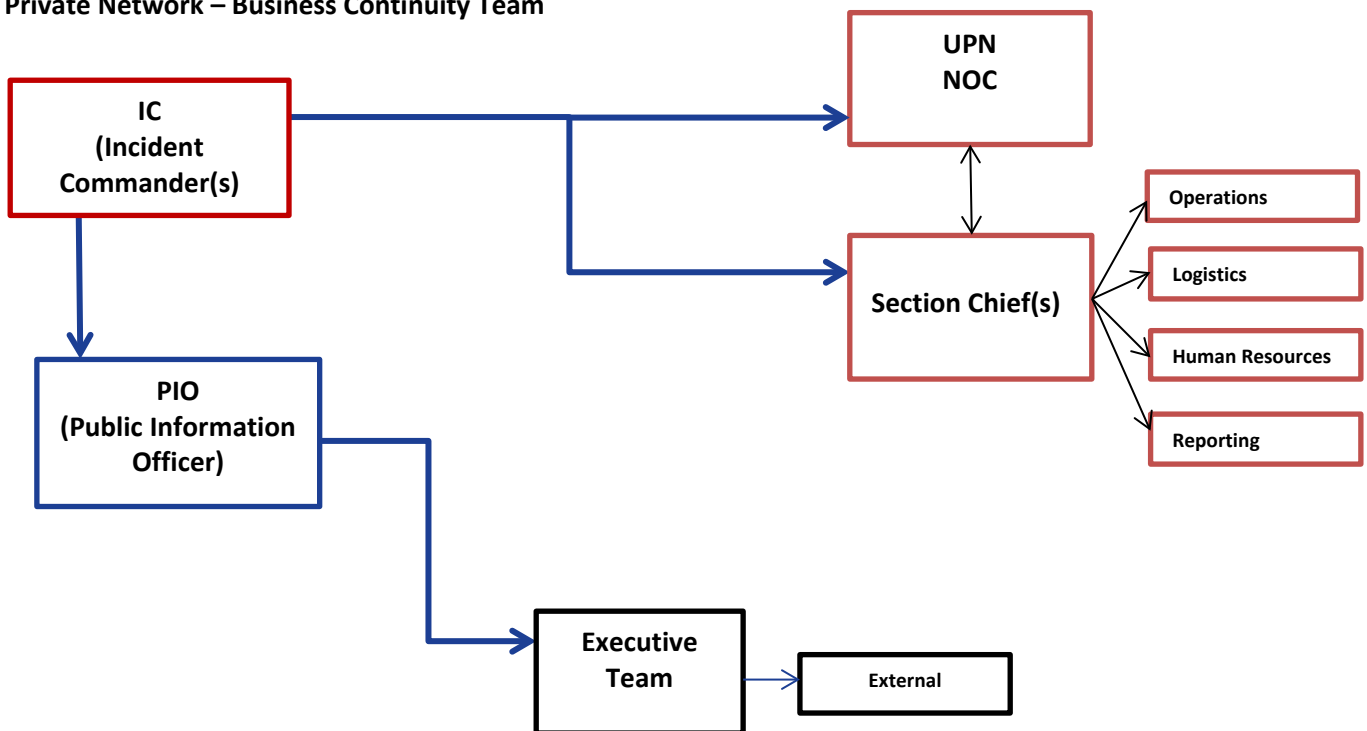 Private Network – Business Continuity Team
IC
(Incident
Commander(s)
UPN
NOC
Operations
Logistics
Section Chief(s)
Human Resources
Reporting
PIO
(Public Information
Officer)
Executive
Team
External